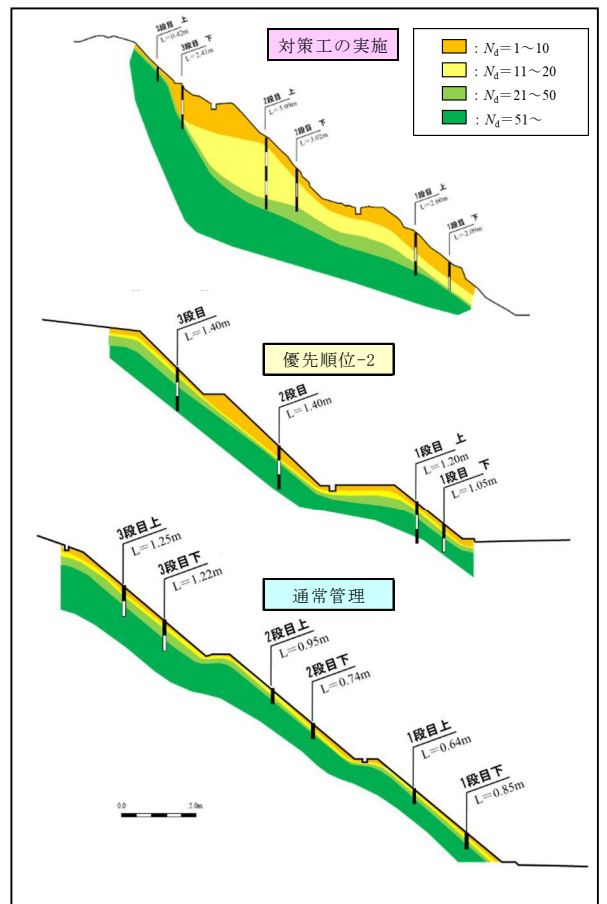 対策工の実施
: Nd＝1～10
: Nd＝11～20
: Nd＝21～50
: Nd＝51～
3段目 上
L＝0.42m
3段目 下
L＝2.41m
2段目 上
L＝5.09m
2段目 下
L＝3.02m
1段目 上
L＝2.60m
1段目 下
L＝2.09m
優先順位-2
3段目
L＝1.40m
2段目
L＝1.40m
1段目 上
L＝1.20m
1段目 下
L＝1.05m
通常管理
3段目上
L＝1.25m
3段目下
L＝1.22m
2段目上
L＝0.95m
2段目下
L＝0.74m
1段目上
L＝0.64m
1段目下
L＝0.85m
0.0 5.0m